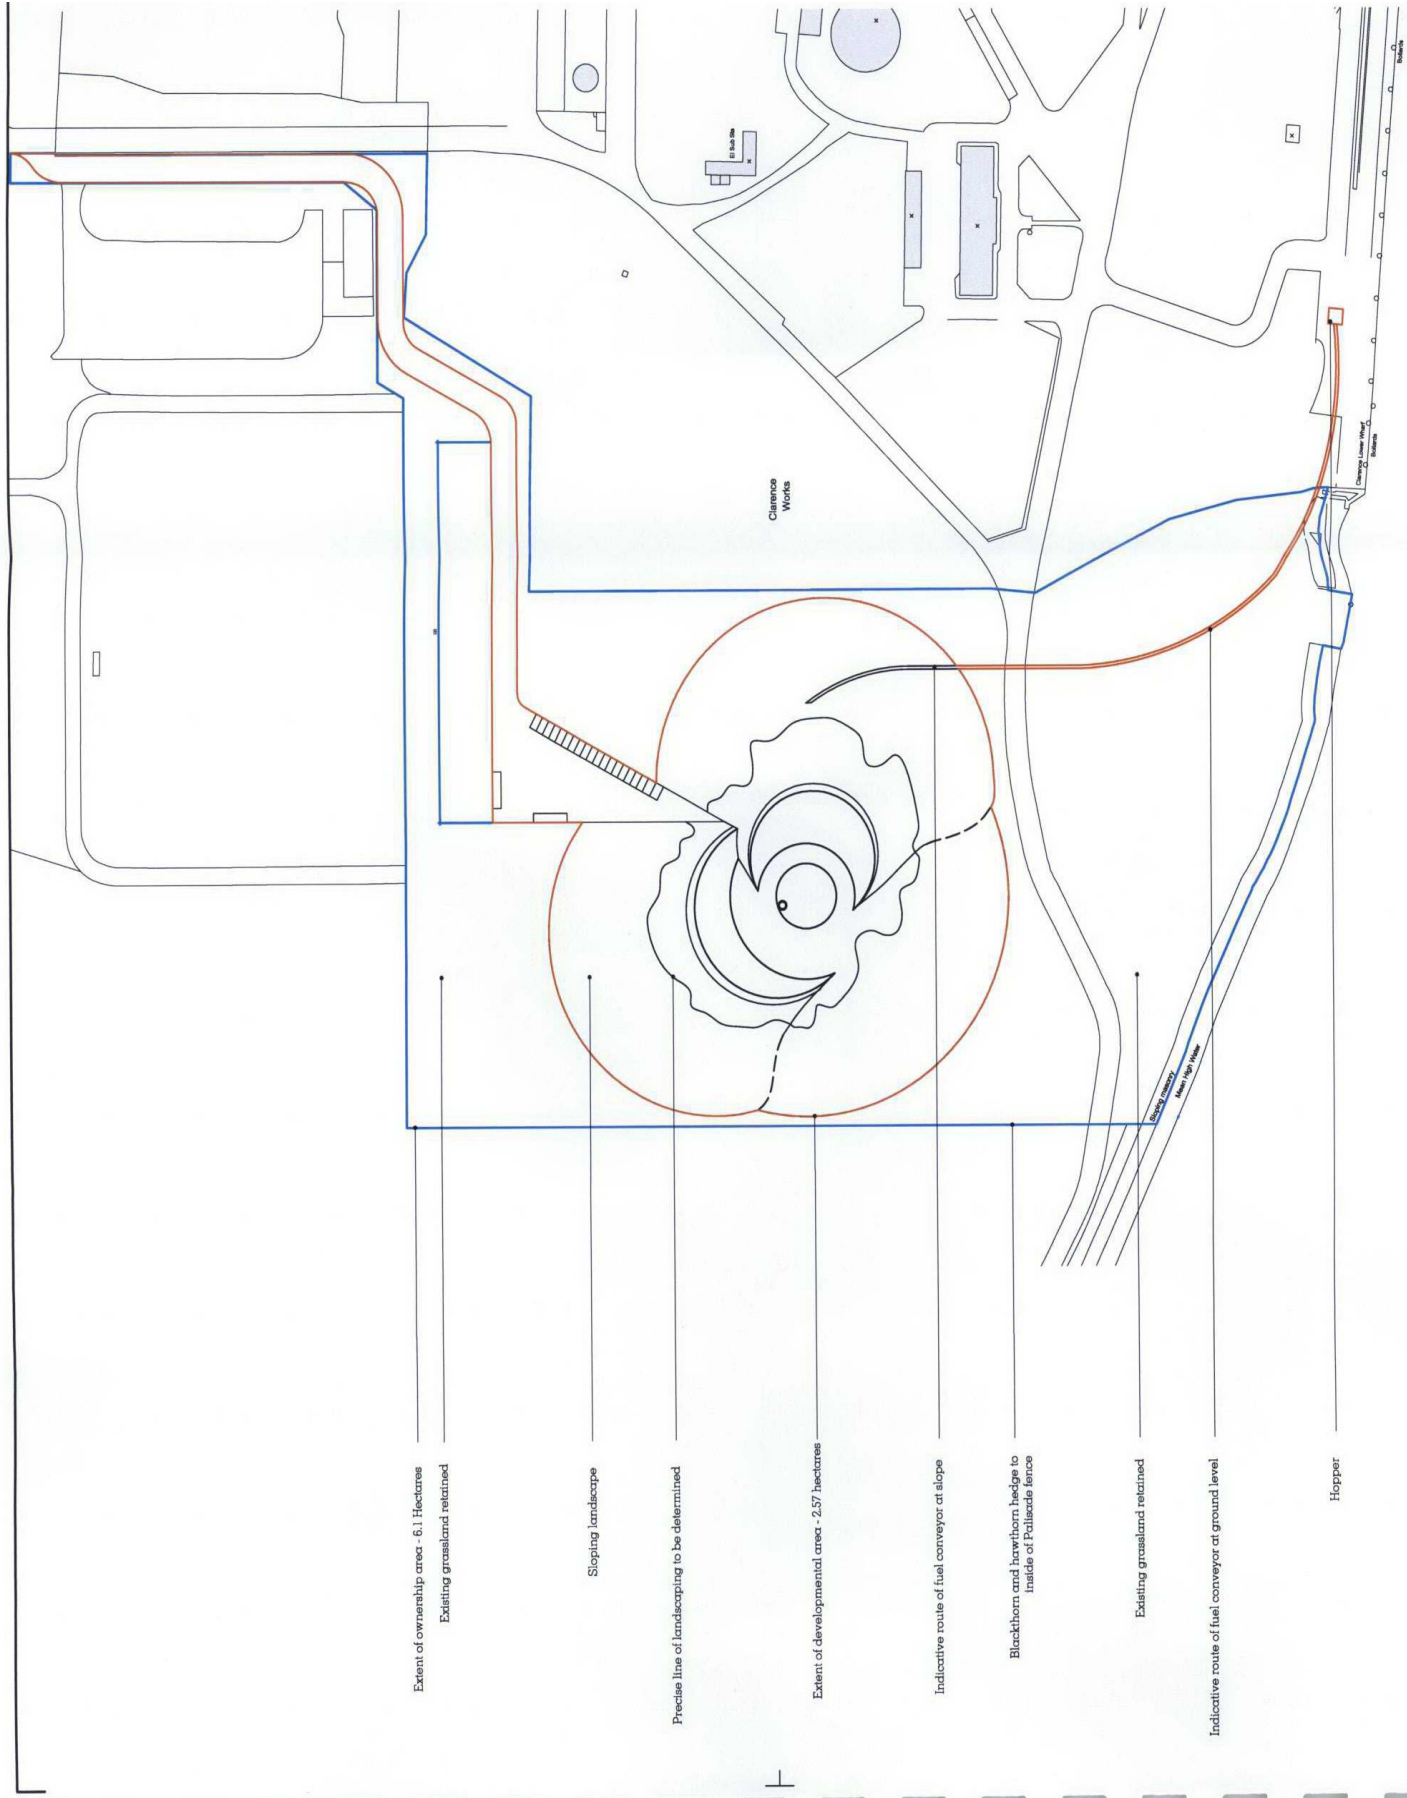 Extent of ownership area - 6.1 Hectares
Existing grassland retained
Sloping landscape
Precise line of landscaping to be determined
Extent of developmental area - 2.57 hectares
Indicative route of fuel conveyor at slope
Blackthorn and hawthorn hedge to
inside of Palisade fence
Existing grassland retained
Indicative route of fuel conveyor at ground level
Hopper
Sloping masonry
Mean High Water
Clarence
Works
El Sub Sta
Clarence Lower Wharf
Bollards
Bollards